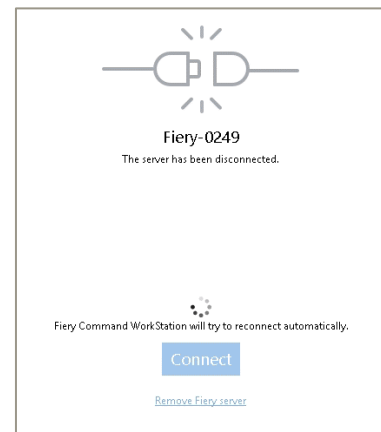 Fiery-0249
The server has been disconnected.
Fiery Command WorkStation will try to reconnect automatically.
Connect
Remove Fiery server